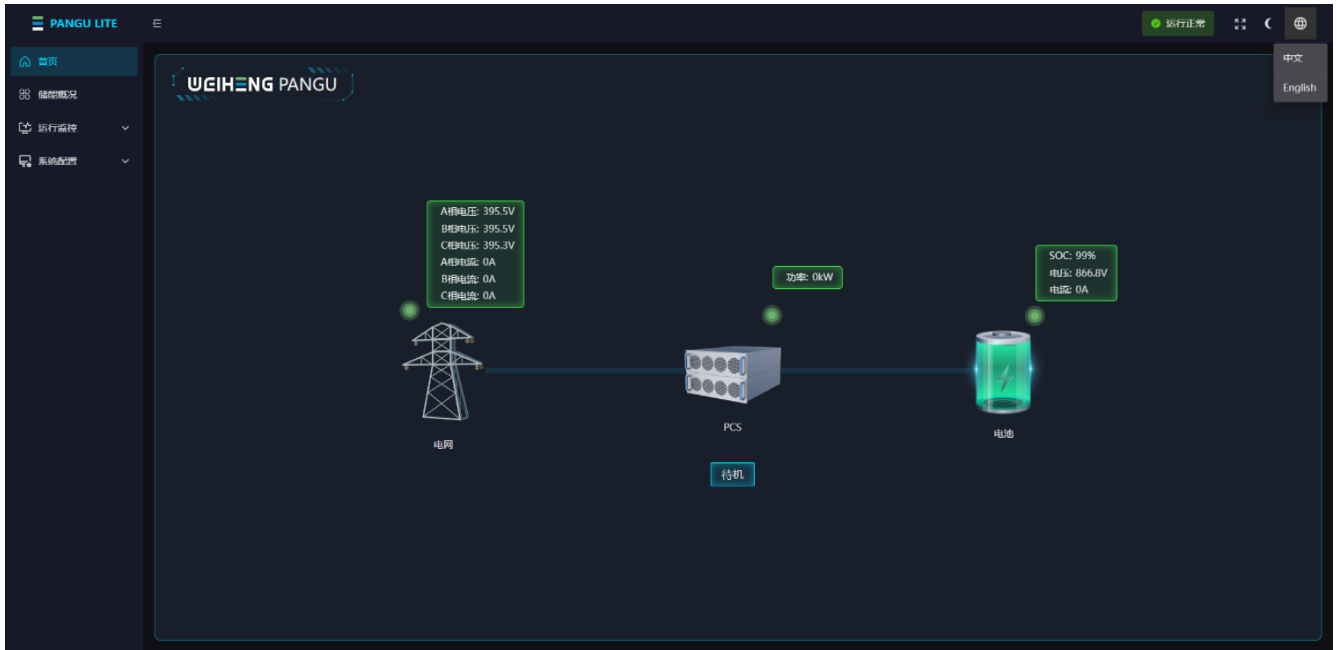 PANGU LITE
运行正常
中文
English
首页
储能概况
运行监控
系统配置
WEIHENG PANGU
A相电压: 395.5V
B相电压: 395.5V
C相电压: 395.3V
A相电流: 0A
B相电流: 0A
C相电流: 0A
功率: 0kW
SOC: 99%
电压: 866.8V
电流: 0A
电网
PCS
电池
待机